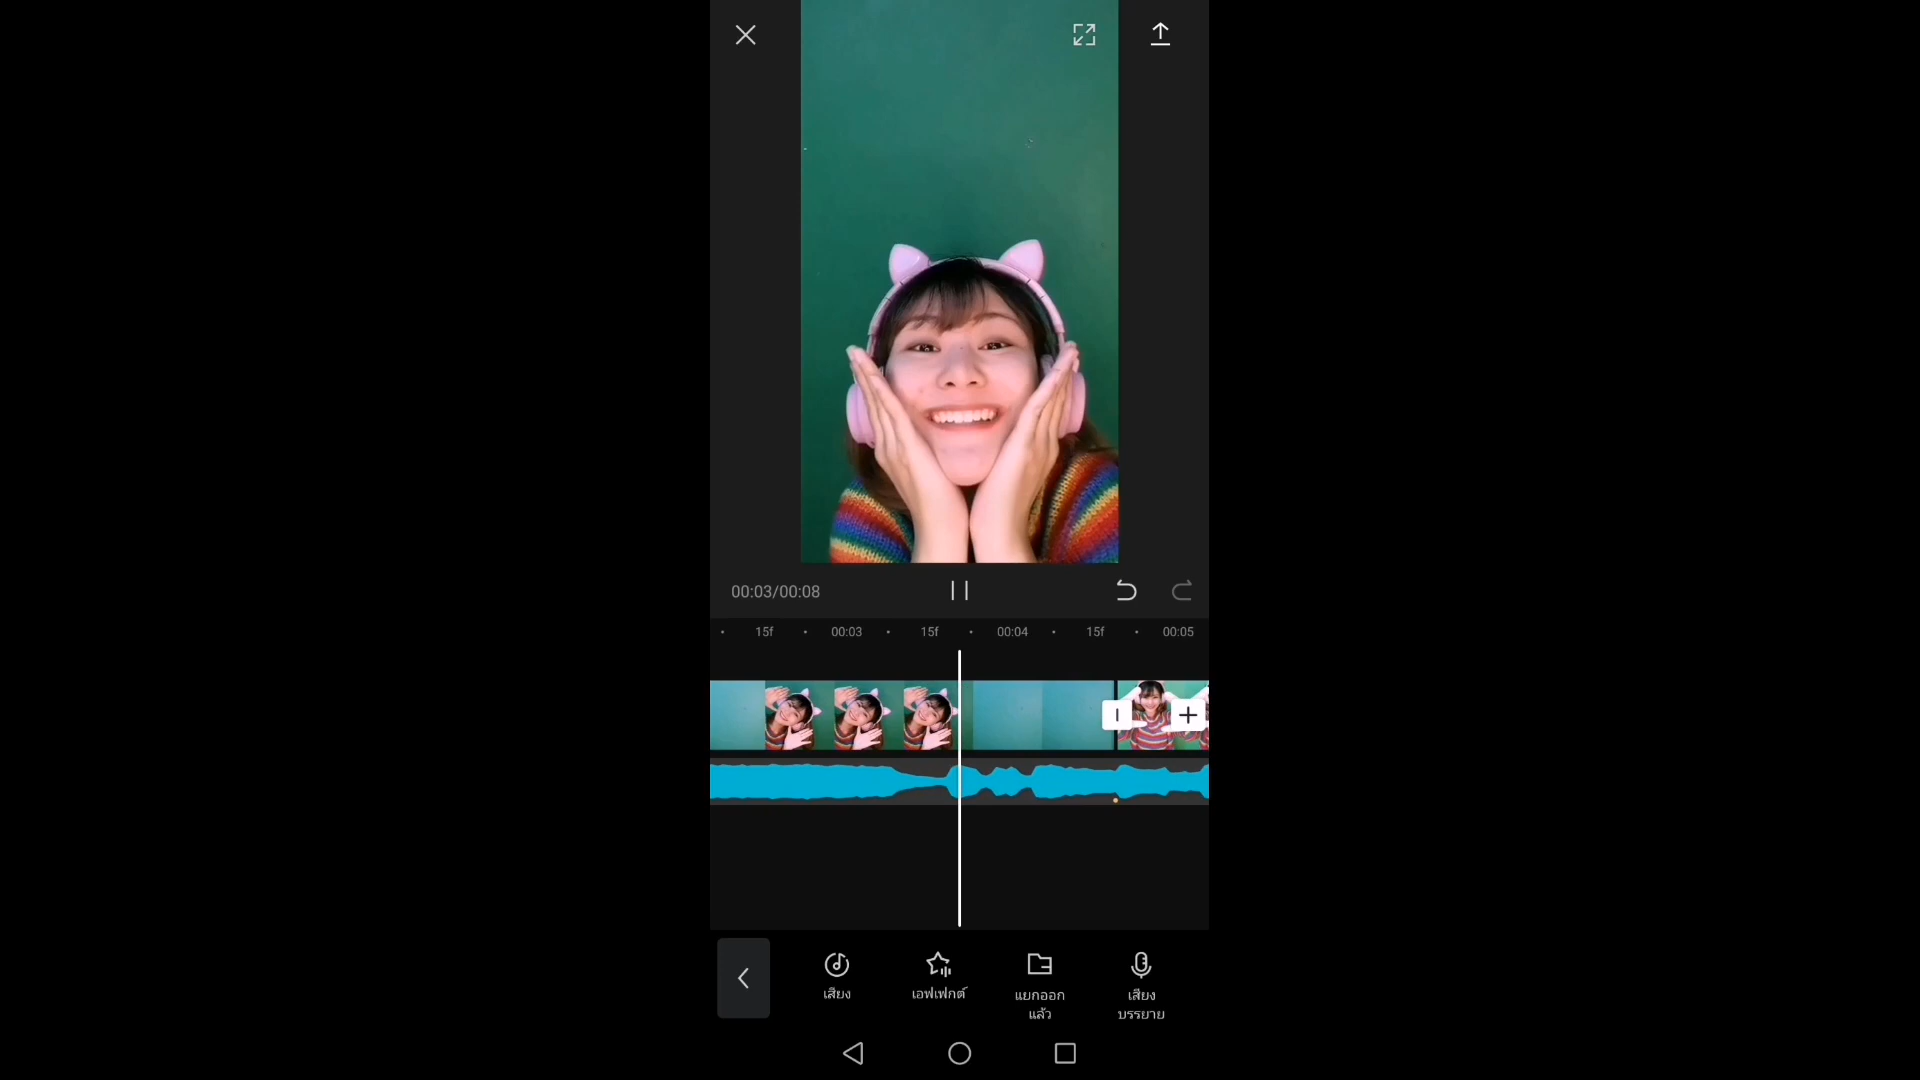 00:03/00:08
15f 00:03 15f 00:04 15f 00:05
เสียง
เอฟเฟกต์
แยกออก
แล้ว
เสียง
บรรยาย